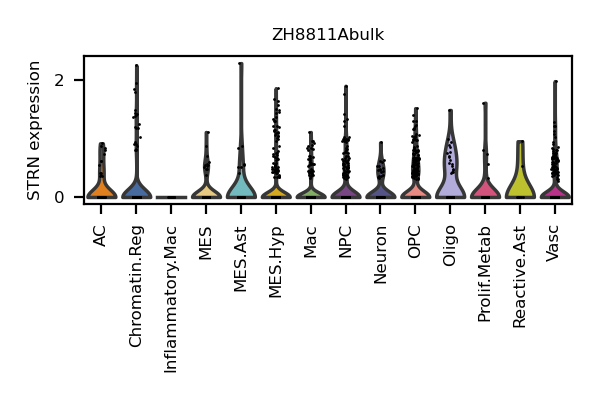 ZH8811Abulk
STRN expression
2
0
AC
Chromatin.Reg
Inflammatory.Mac
MES
MES.Ast
MES.Hyp
Mac
NPC
Neuron
OPC
Oligo
Prolif.Metab
Reactive.Ast
Vasc